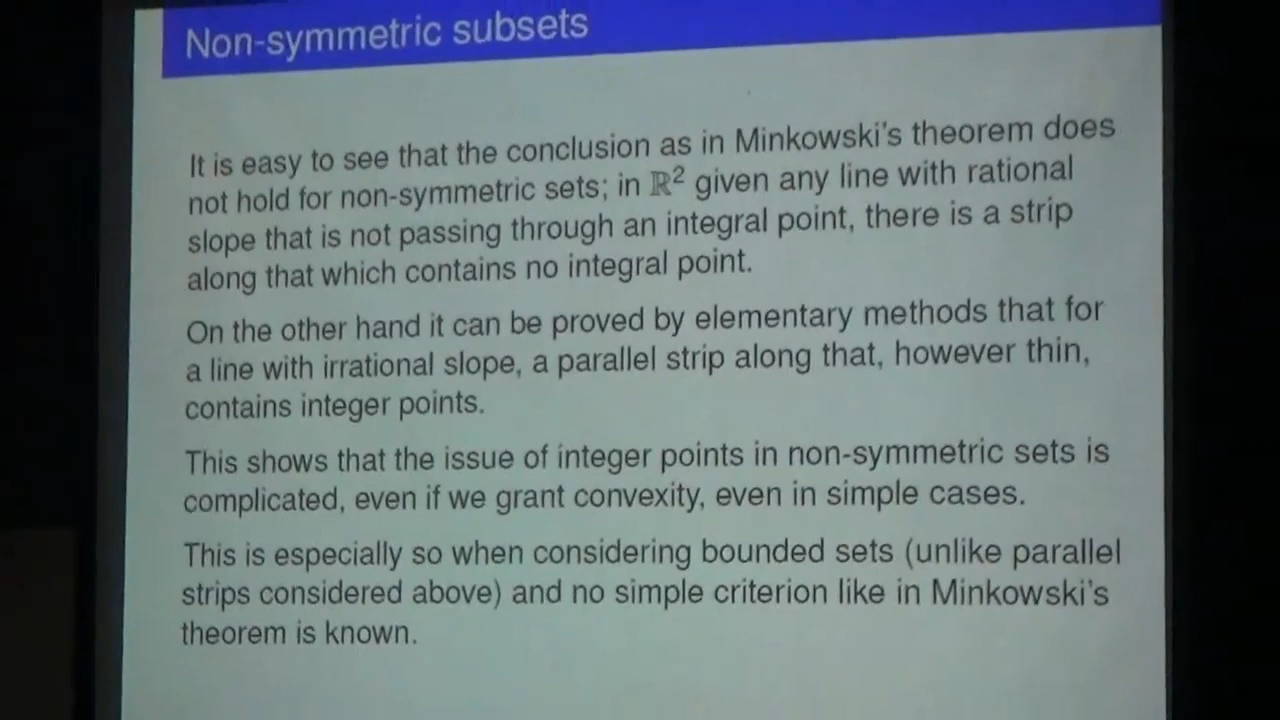 Non-symmetric subsets
It is easy to see that the conclusion as in Minkowski's theorem does
not hold for non-symmetric sets; in ℝ² given any line with rational
slope that is not passing through an integral point, there is a strip
along that which contains no integral point.
On the other hand it can be proved by elementary methods that for
a line with irrational slope, a parallel strip along that, however thin,
contains integer points.
This shows that the issue of integer points in non-symmetric sets is
complicated, even if we grant convexity, even in simple cases.
This is especially so when considering bounded sets (unlike parallel
strips considered above) and no simple criterion like in Minkowski's
theorem is known.